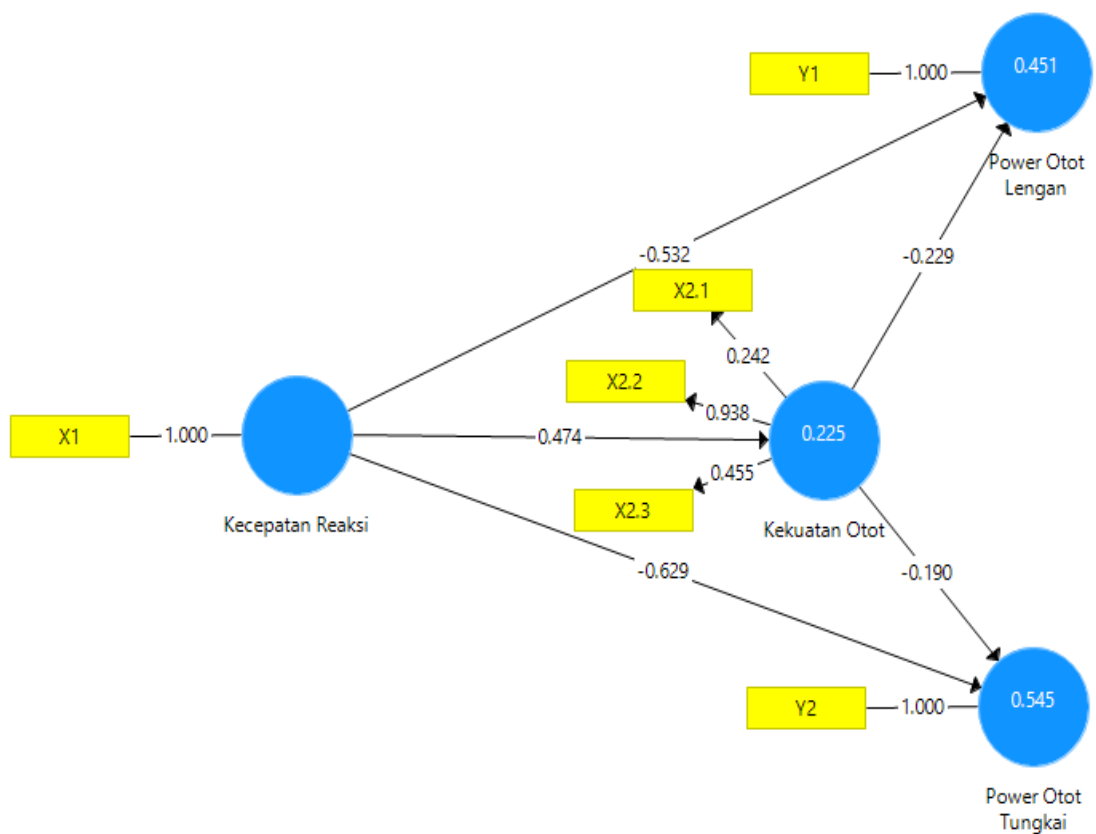 0.451
Y1
1.000
Power Otot
Lengan
-0.532
-0.229
X2.1
0.242
X2.2
0.938
X1
1.000
0.474
0.225
0.455
X2.3
Kecepatan Reaksi
Kekuatan Otot
-0.629
-0.190
Y2
1.000
0.545
Power Otot
Tungkai